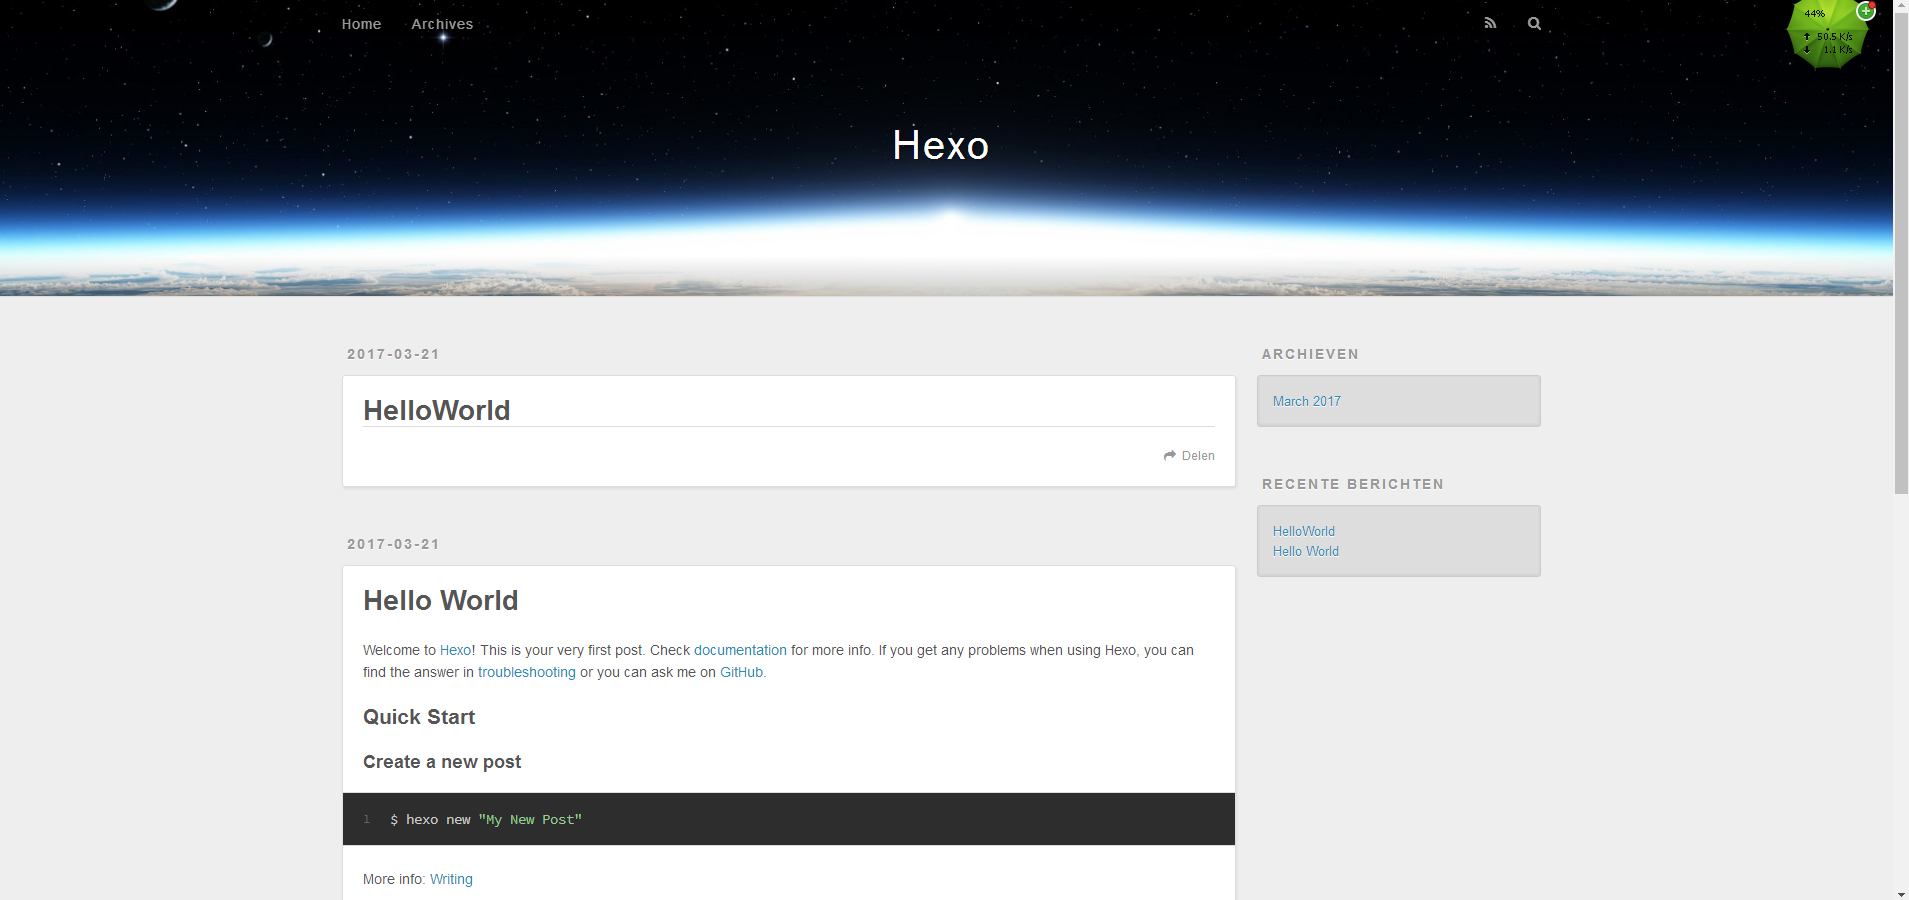 Home Archives
44%
50.5 K/s
1.1 K/s
Hexo
2017-03-21
HelloWorld
Delen
2017-03-21
Hello World
Welcome to Hexo! This is your very first post. Check documentation for more info. If you get any problems when using Hexo, you can
find the answer in troubleshooting or you can ask me on GitHub.
Quick Start
Create a new post
1 $ hexo new "My New Post"
More info: Writing
ARCHIEVEN
March 2017
RECENTE BERICHTEN
HelloWorld
Hello World